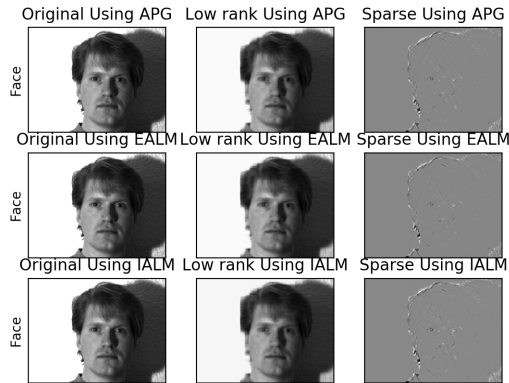 Original Using APG Low rank Using APG Sparse Using APG
Face
Original Using EALM Low rank Using EALM Sparse Using EALM
Face
Original Using IALM Low rank Using IALM Sparse Using IALM
Face